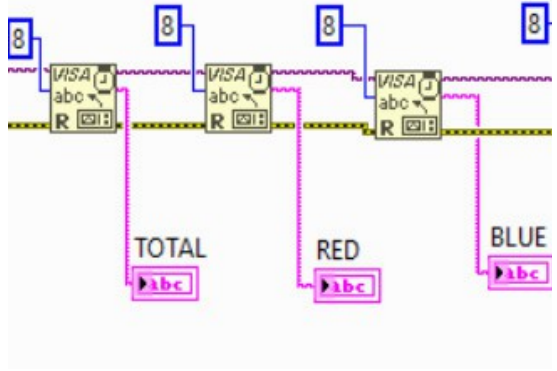 8 8 8 8
VISA VISA VISA
abc abc abc
R R R
TOTAL RED BLUE
abc abc abc